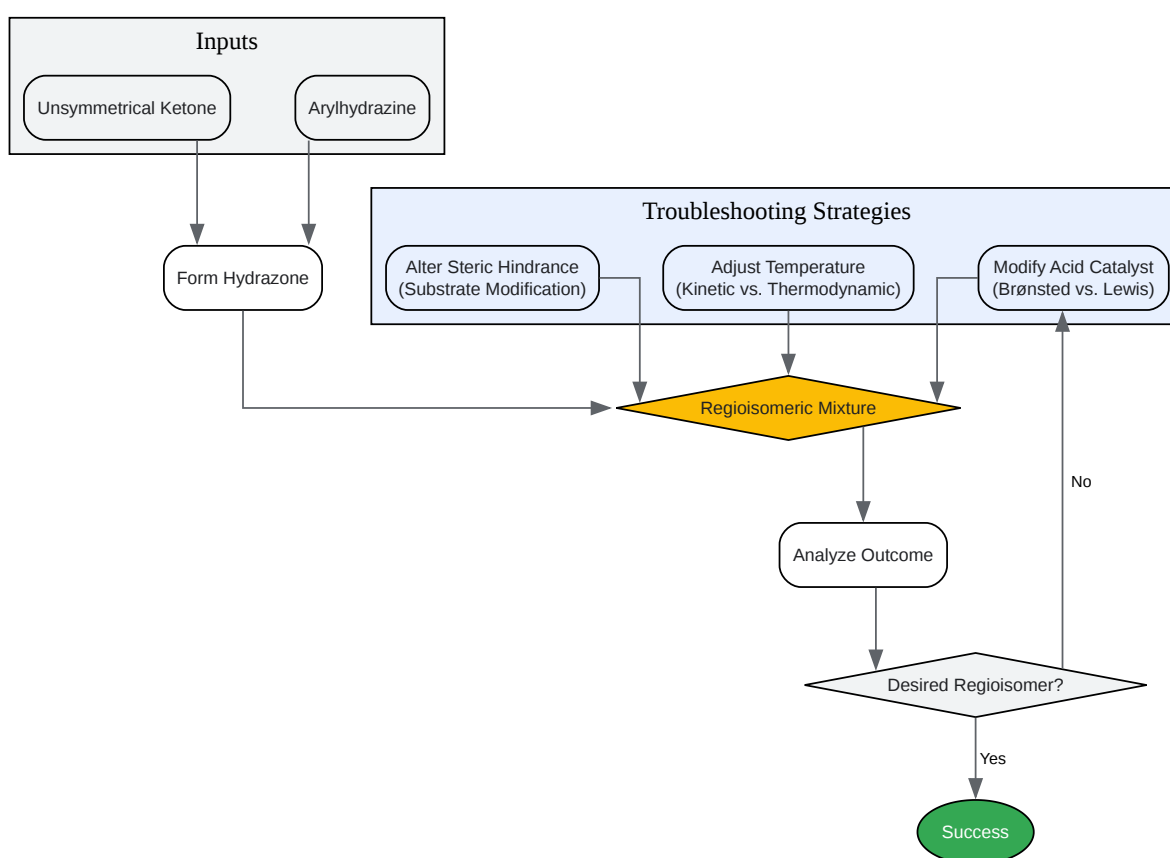 Inputs
Unsymmetrical Ketone
Arylhydrazine
Troubleshooting Strategies
Form Hydrazone
Alter Steric Hindrance
(Substrate Modification)
Adjust Temperature
(Kinetic vs. Thermodynamic)
Modify Acid Catalyst
(Brønsted vs. Lewis)
Regioisomeric Mixture
No
Analyze Outcome
Desired Regioisomer?
Yes
Success